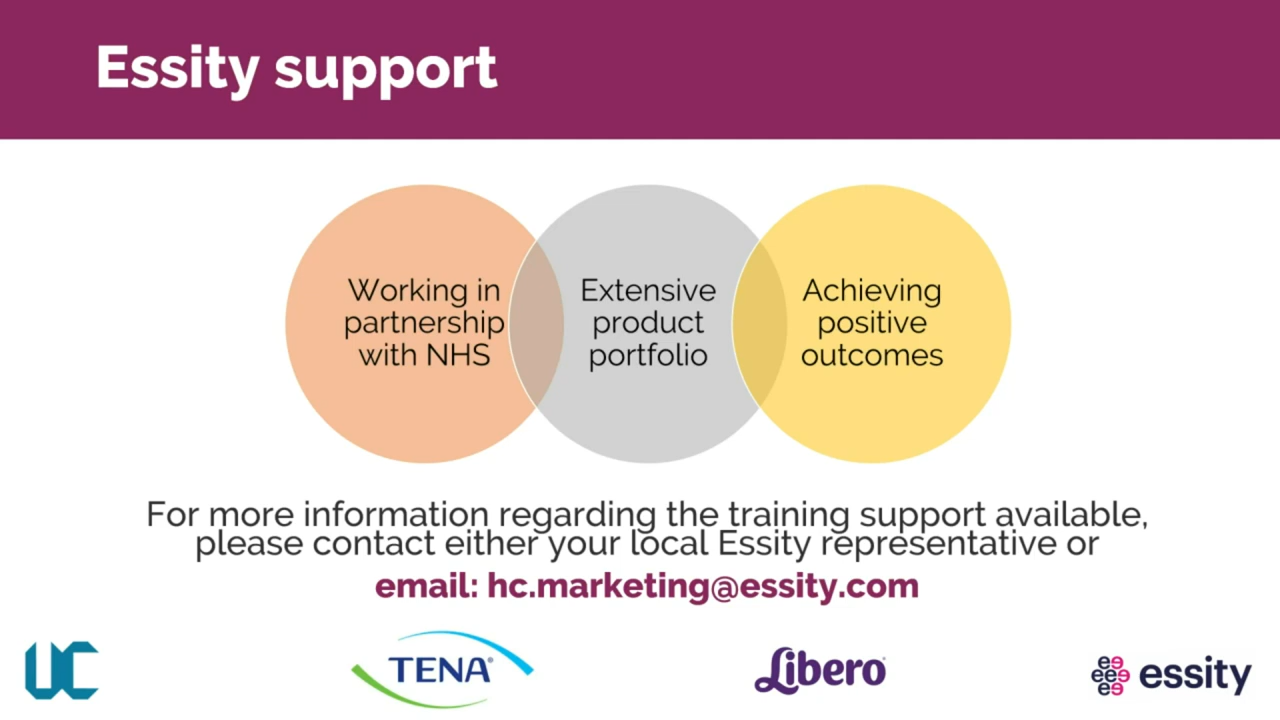 Essity support
Working in
partnership
with NHS
Extensive
product
portfolio
Achieving
positive
outcomes
For more information regarding the training support available,
please contact either your local Essity representative or
email: hc.marketing@essity.com
UC
TENA®
Libero®
essity